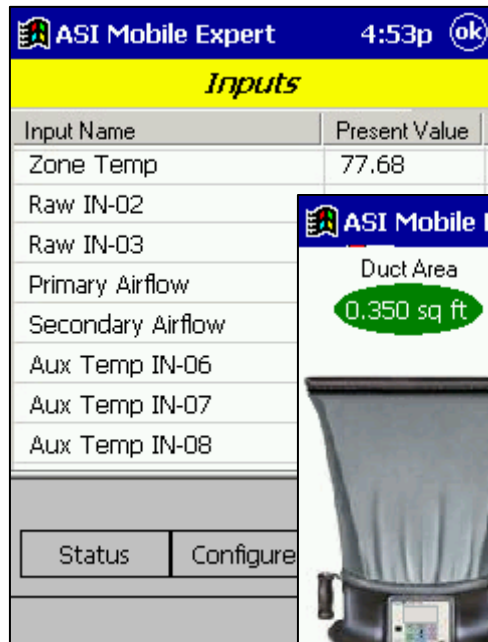 ASI Mobile Expert 4:53p ok
Inputs
Input Name Present Value
Zone Temp 77.68
Raw IN-02
Raw IN-03
Primary Airflow
Secondary Airflow
Aux Temp IN-06
Aux Temp IN-07
Aux Temp IN-08
Status Configure
ASI Mobile
Duct Area
0.350 sq ft